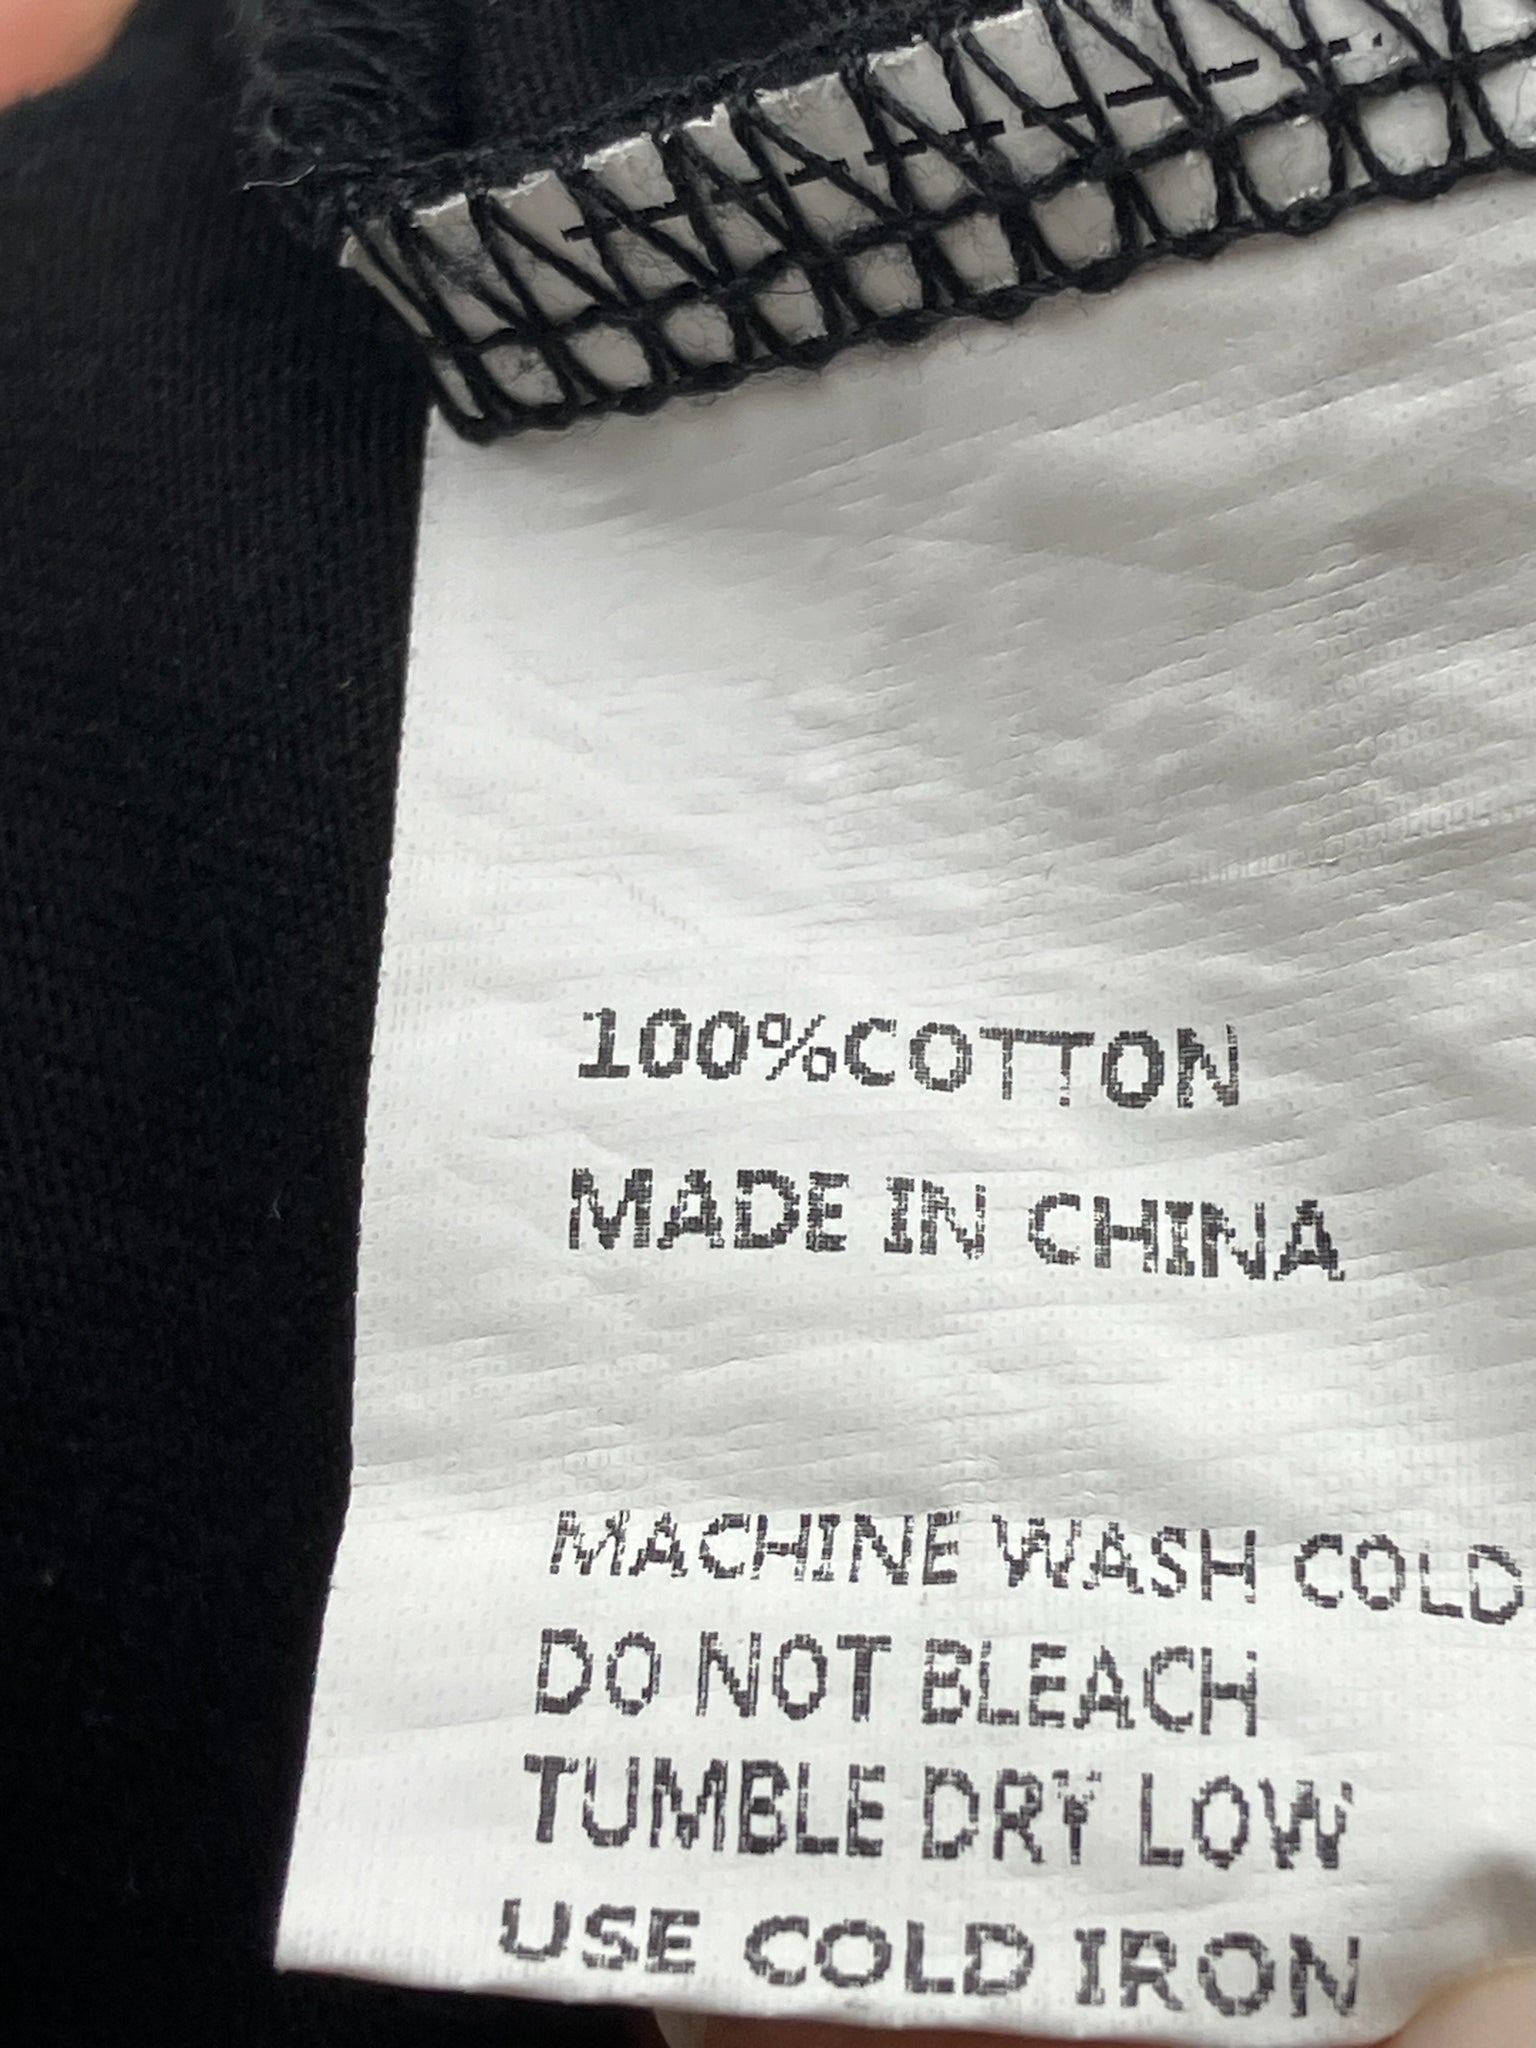 100%COTTON
MADE IN CHINA
MACHINE WASH COLD
DO NOT BLEACH
TUMBLE DRY LOW
USE COLD IRON